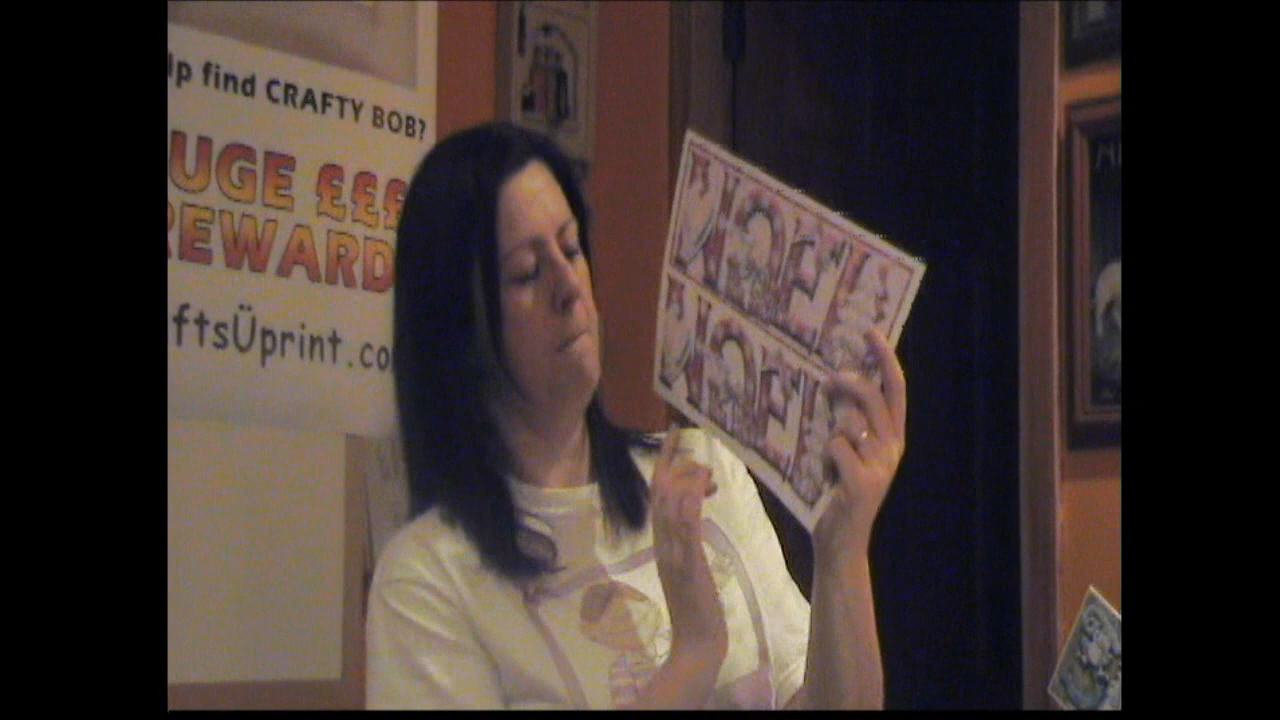 lp find CRAFTY BOB?
UGE £££
REWARD
ftsÜprint.co
NOEL
NOEL